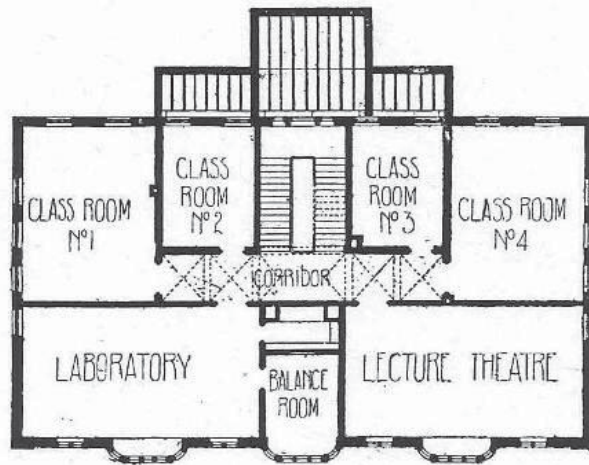 CLASS ROOM
Nº1
CLASS
ROOM
Nº2
CLASS
ROOM
Nº3
CLASS ROOM
Nº4
CORRIDOR
LABORATORY
BALANCE
ROOM
LECTURE THEATRE